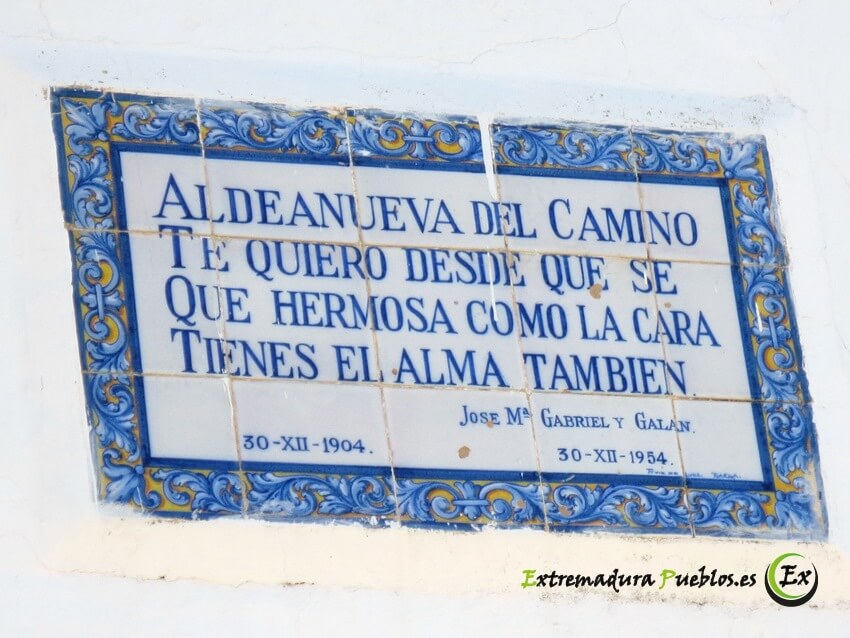 ALDEANUEVA DEL CAMINO
TE QUIERO DESDE QUE SE
QUE HERMOSA COMO LA CARA
TIENES EL ALMA TAMBIEN
JOSE Mª GABRIEL Y GALAN.
30-XII-1904.
30-XII-1954.
Extremadura Pueblos.es Ex